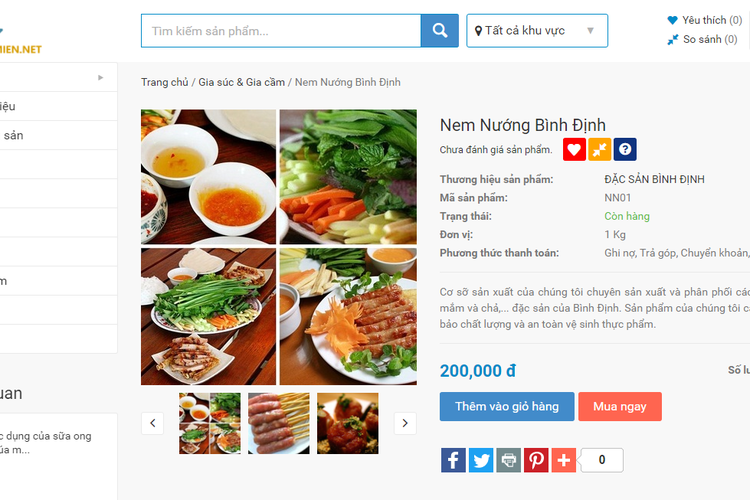 MIEN.NET
Tìm kiếm sản phẩm...
Tất cả khu vực
Yêu thích (0)
So sánh (0)
Trang chủ / Gia súc & Gia cầm / Nem Nướng Bình Định
iệu
sản
m
Nem Nướng Bình Định
Chưa đánh giá sản phẩm.
Thương hiệu sản phẩm: ĐẶC SẢN BÌNH ĐỊNH
Mã sản phẩm: NN01
Trạng thái: Còn hàng
Đơn vị: 1 Kg
Phương thức thanh toán: Ghi nợ, Trả góp, Chuyển khoản,
Cơ sỡ sản xuất của chúng tôi chuyên sản xuất và phân phối các
mắm và chả,... đặc sản của Bình Định. Sản phẩm của chúng tôi c
bảo chất lượng và an toàn vệ sinh thực phẩm.
200,000 đ
Số lư
Thêm vào giỏ hàng
Mua ngay
uan
c dụng của sữa ong
úa m...
0